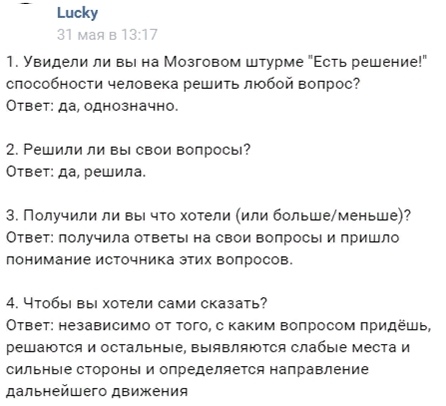 Lucky
31 мая в 13:17
1. Увидели ли вы на Мозговом штурме "Есть решение!"
способности человека решить любой вопрос?
Ответ: да, однозначно.
2. Решили ли вы свои вопросы?
Ответ: да, решила.
3. Получили ли вы что хотели (или больше/меньше)?
Ответ: получила ответы на свои вопросы и пришло
понимание источника этих вопросов.
4. Чтобы вы хотели сами сказать?
Ответ: независимо от того, с каким вопросом придёшь,
решаются и остальные, выявляются слабые места и
сильные стороны и определяется направление
дальнейшего движения